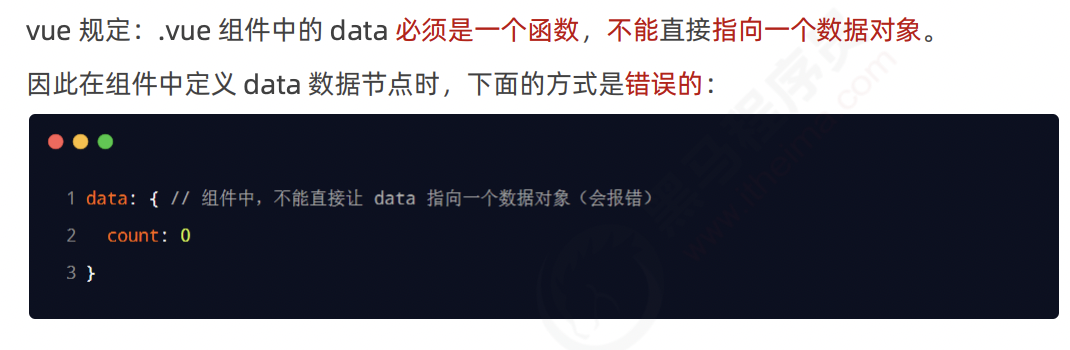 vue 规定：.vue 组件中的 data 必须是一个函数，不能直接指向一个数据对象。
因此在组件中定义 data 数据节点时，下面的方式是错误的：
1 data: { // 组件中，不能直接让 data 指向一个数据对象（会报错）
2   count: 0
3 }